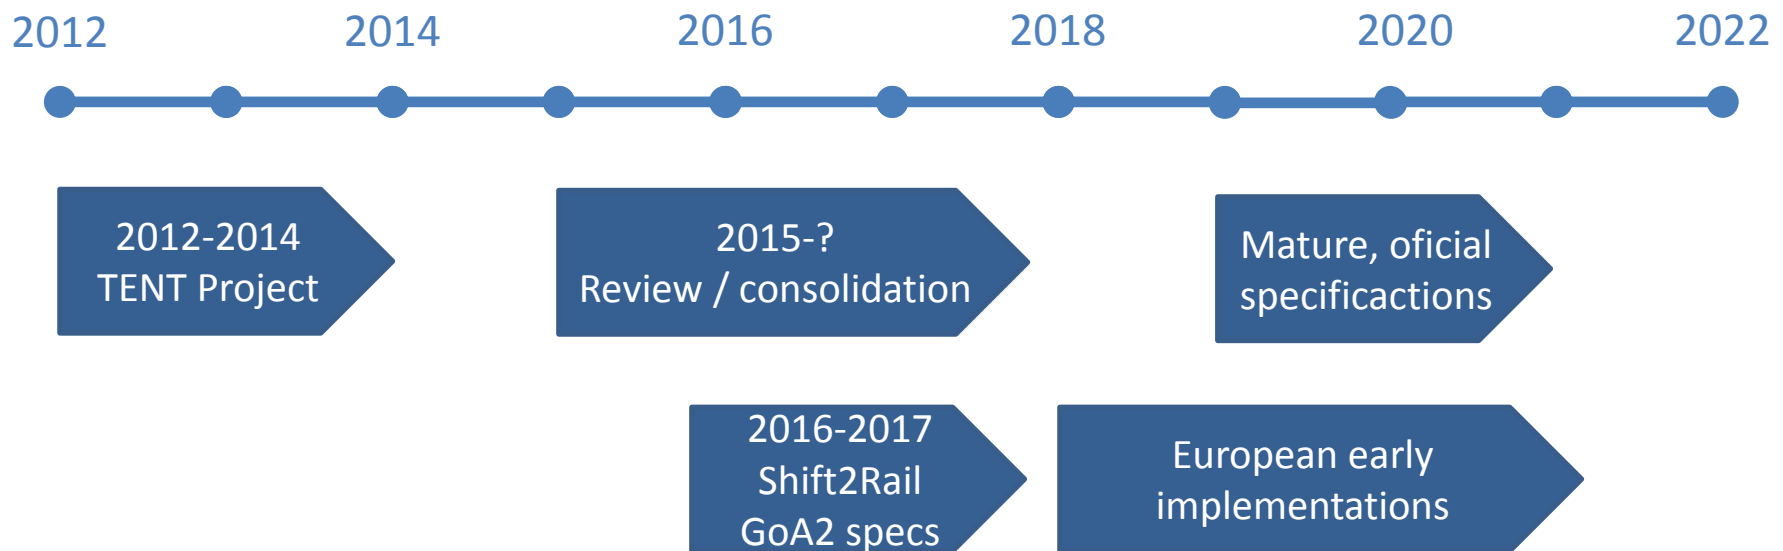 2012 2014 2016 2018 2020 2022
2012-2014
TENT Project
2015-?
Review / consolidation
Mature, oficial
specificactions
2016-2017
Shift2Rail
GoA2 specs
European early
implementations